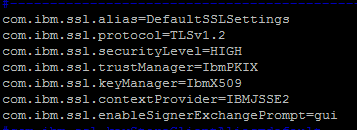 #
com.ibm.ssl.alias=DefaultSSLSettings
com.ibm.ssl.protocol=TLSv1.2
com.ibm.ssl.securityLevel=HIGH
com.ibm.ssl.trustManager=IbmPKIX
com.ibm.ssl.keyManager=IbmX509
com.ibm.ssl.contextProvider=IBMJSSE2
com.ibm.ssl.enableSignerExchangePrompt=gui